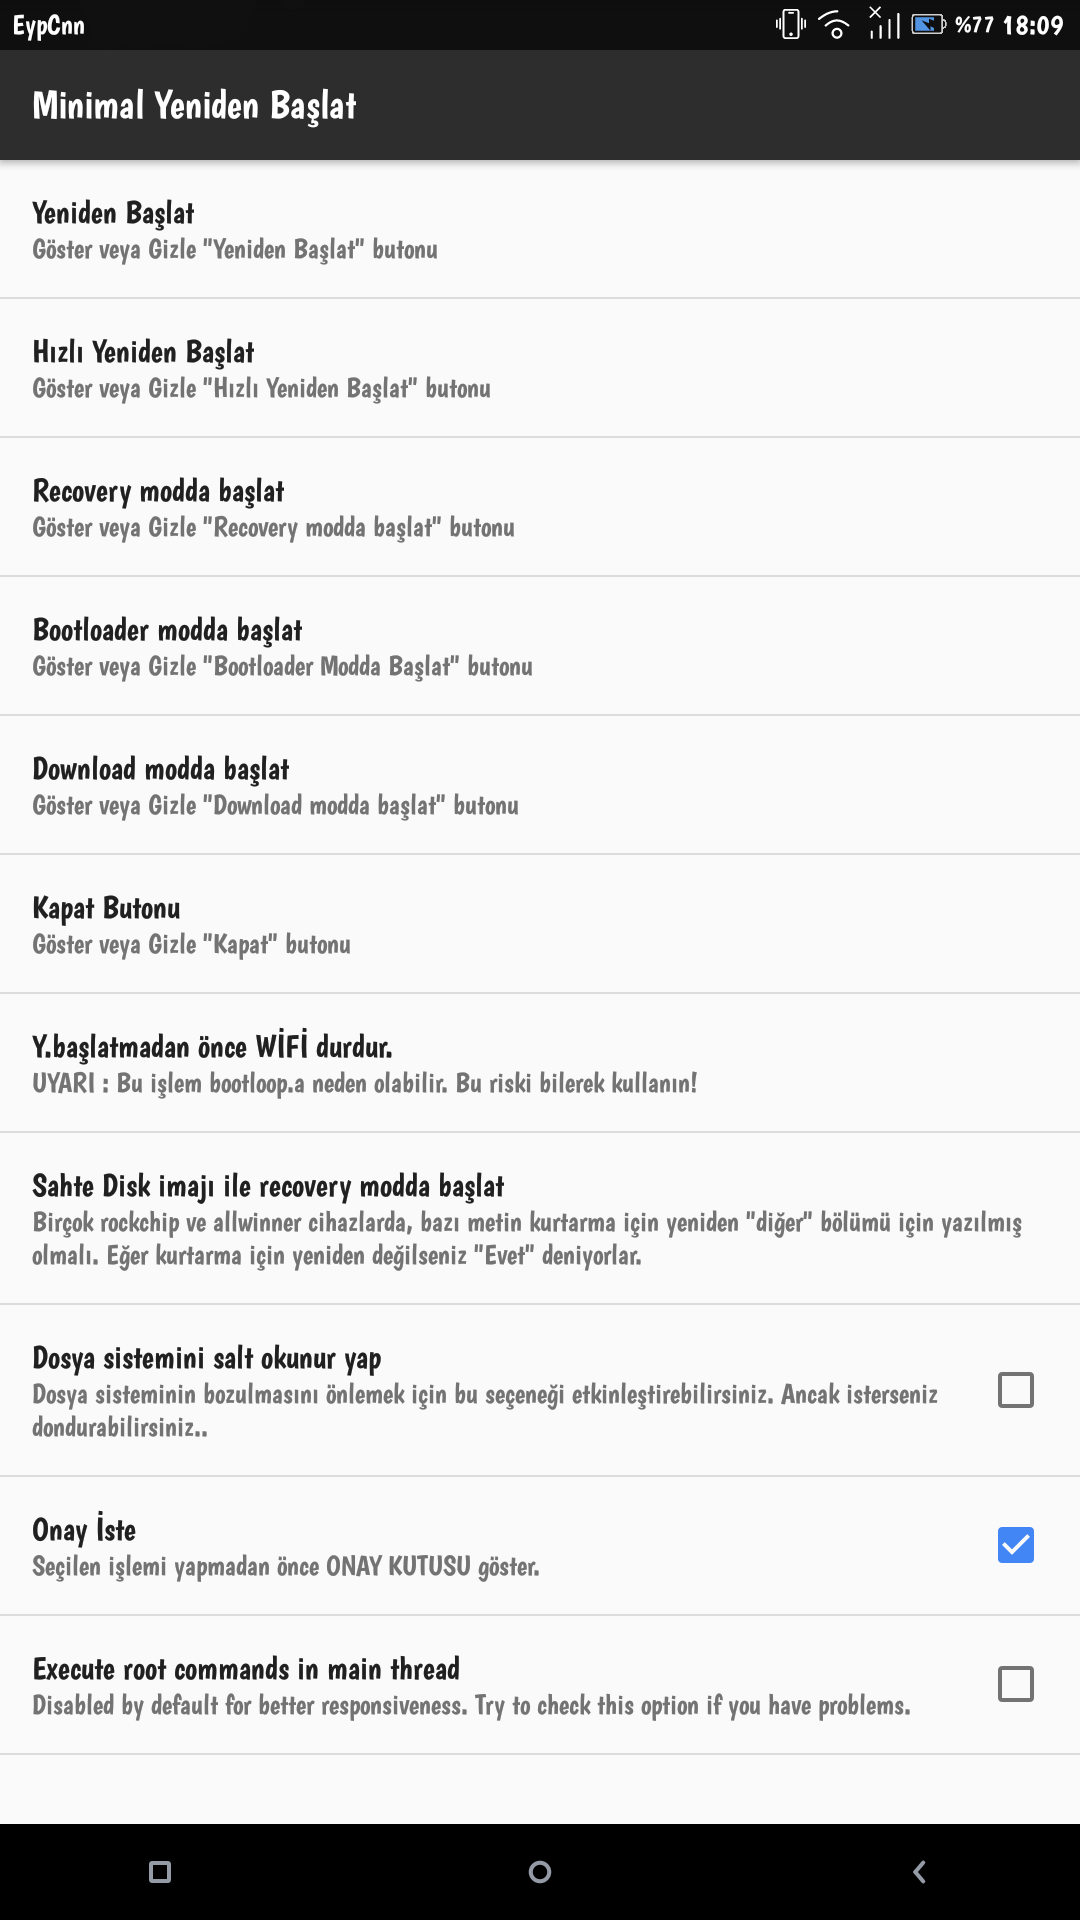 EypCnn
%77 18:09
Minimal Yeniden Başlat
Yeniden Başlat
Göster veya Gizle "Yeniden Başlat" butonu
Hızlı Yeniden Başlat
Göster veya Gizle "Hızlı Yeniden Başlat" butonu
Recovery modda başlat
Göster veya Gizle "Recovery modda başlat" butonu
Bootloader modda başlat
Göster veya Gizle "Bootloader Modda Başlat" butonu
Download modda başlat
Göster veya Gizle "Download modda başlat" butonu
Kapat Butonu
Göster veya Gizle "Kapat" butonu
Y.başlatmadan önce WİFİ durdur.
UYARI : Bu işlem bootloop.a neden olabilir. Bu riski bilerek kullanın!
Sahte Disk imajı ile recovery modda başlat
Birçok rockchip ve allwinner cihazlarda, bazı metin kurtarma için yeniden "diğer" bölümü için yazılmış
olmalı. Eğer kurtarma için yeniden değilseniz "Evet" deniyorlar.
Dosya sistemini salt okunur yap
Dosya sisteminin bozulmasını önlemek için bu seçeneği etkinleştirebilirsiniz. Ancak isterseniz
dondurabilirsiniz..
Onay İste
Seçilen işlemi yapmadan önce ONAY KUTUSU göster.
Execute root commands in main thread
Disabled by default for better responsiveness. Try to check this option if you have problems.